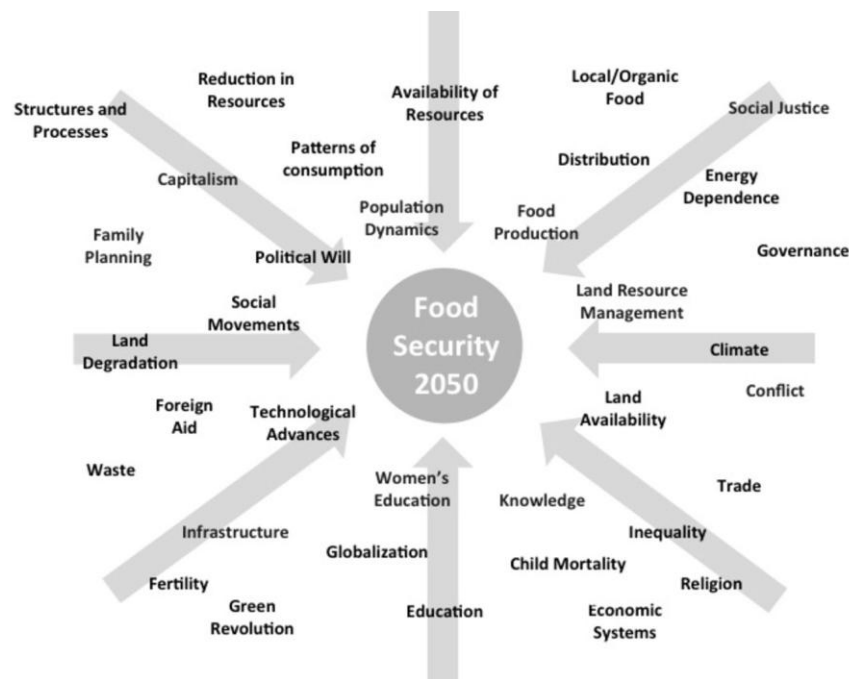 Reduction in
Resources
Availability of
Resources
Local/Organic
Food
Structures and
Processes
Social Justice
Patterns of
consumption
Distribution
Capitalism
Energy
Dependence
Population
Dynamics
Food
Production
Family
Planning
Political Will
Governance
Social
Movements
Food
Security
2050
Land Resource
Management
Land
Degradation
Climate
Conflict
Foreign
Aid
Technological
Advances
Land
Availability
Waste
Women's
Education
Knowledge
Trade
Infrastructure
Inequality
Globalization
Child Mortality
Fertility
Religion
Green
Revolution
Education
Economic
Systems